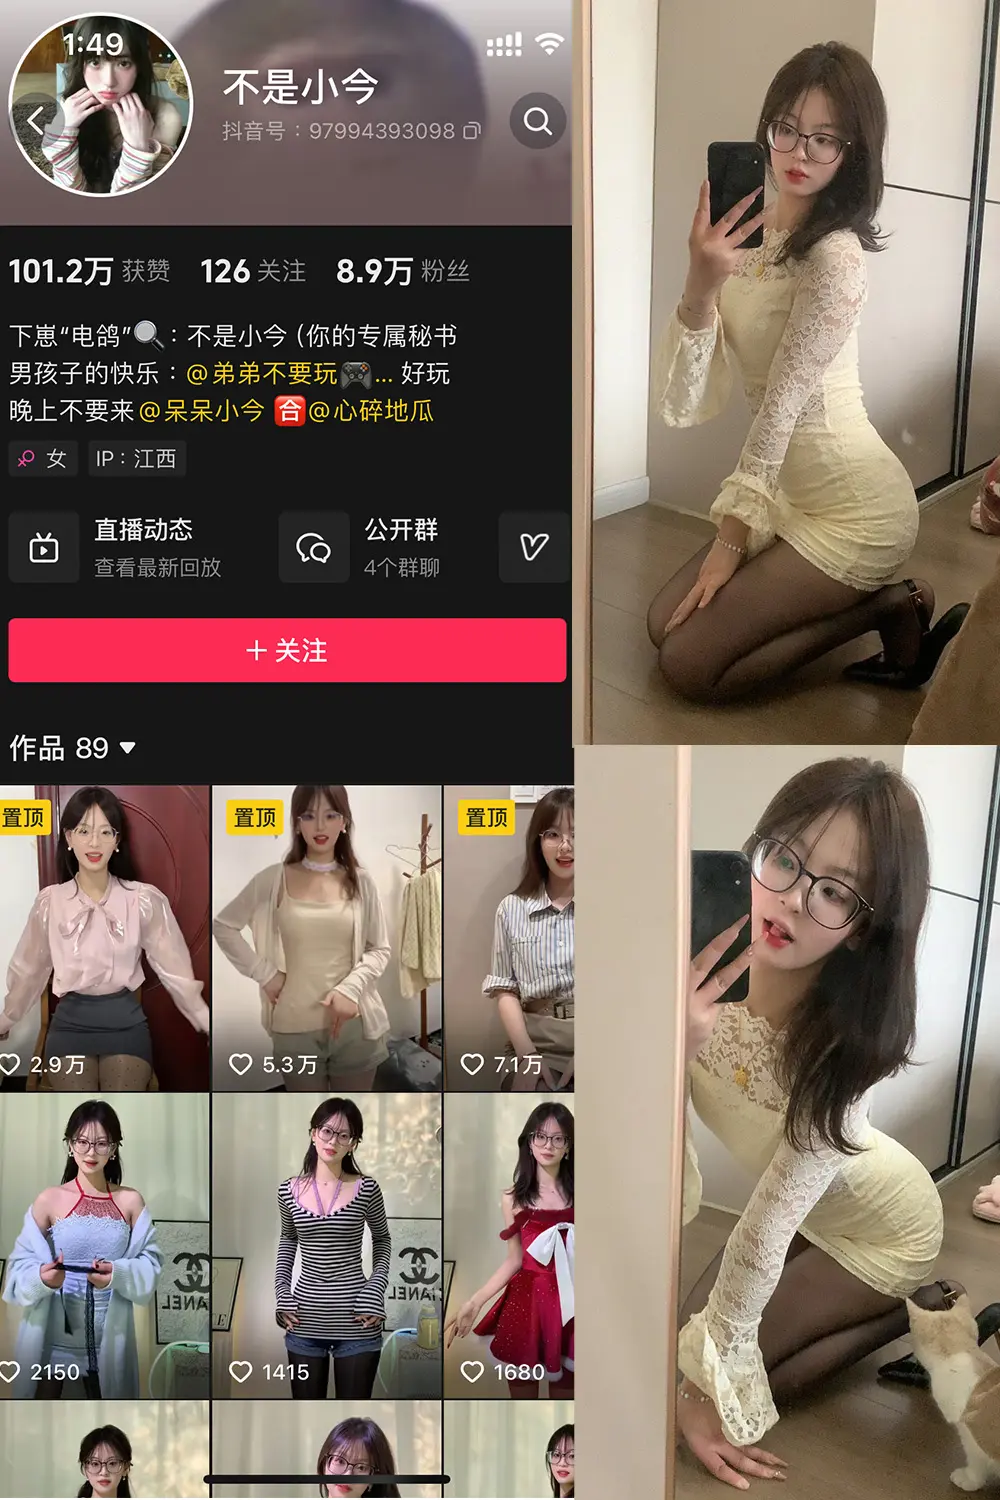 1:49
不是小今
抖音号：97994393098
101.2万 获赞 126 关注 8.9万 粉丝
下崽“电鸽”🔍：不是小今 (你的专属秘书
男孩子的快乐：@弟弟不要玩🎮... 好玩
晚上不要来@呆呆小今 🈴@心碎地瓜
女 IP：江西
直播动态
查看最新回放
公开群
4个群聊
＋关注
作品 89
置顶
置顶
置顶
2.9万
5.3万
7.1万
CHANEL
CHANEL
2150
1415
1680